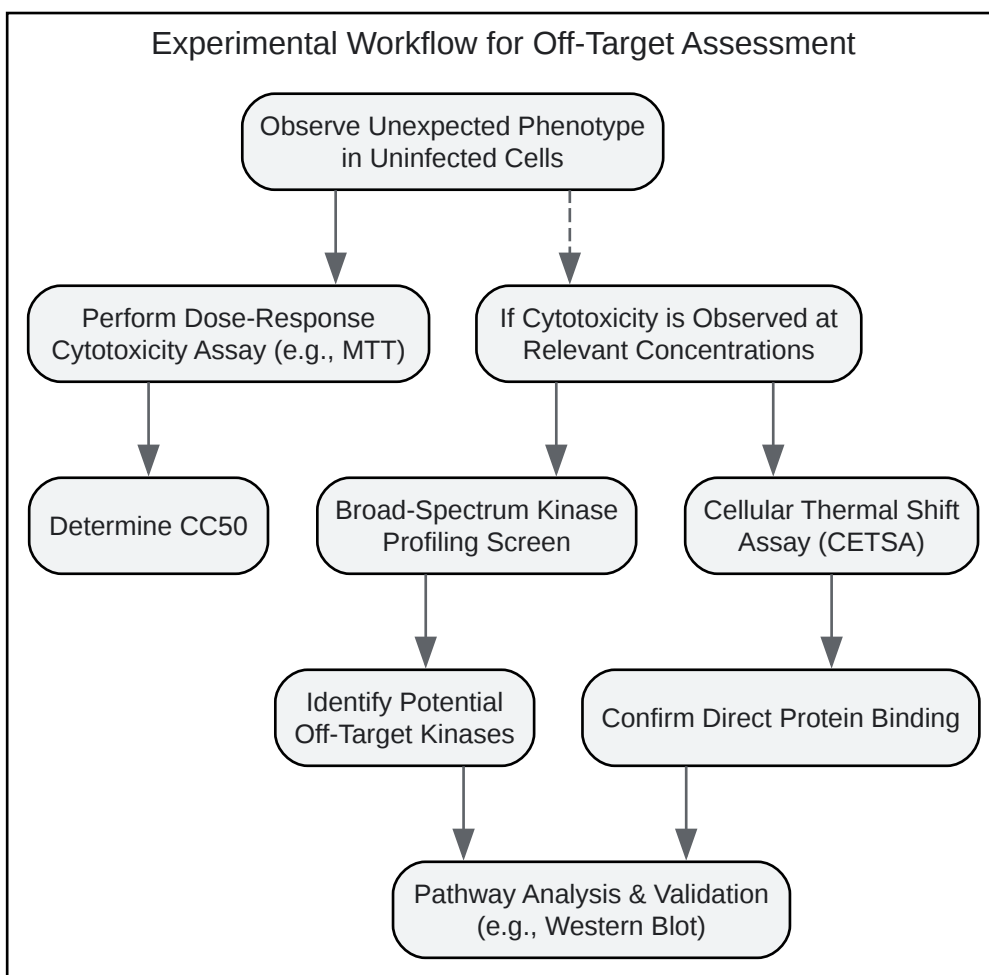 Experimental Workflow for Off-Target Assessment
Observe Unexpected Phenotype
in Uninfected Cells
Perform Dose-Response
Cytotoxicity Assay (e.g., MTT)
If Cytotoxicity is Observed at
Relevant Concentrations
Determine CC50
Broad-Spectrum Kinase
Profiling Screen
Cellular Thermal Shift
Assay (CETSA)
Identify Potential
Off-Target Kinases
Confirm Direct Protein Binding
Pathway Analysis & Validation
(e.g., Western Blot)